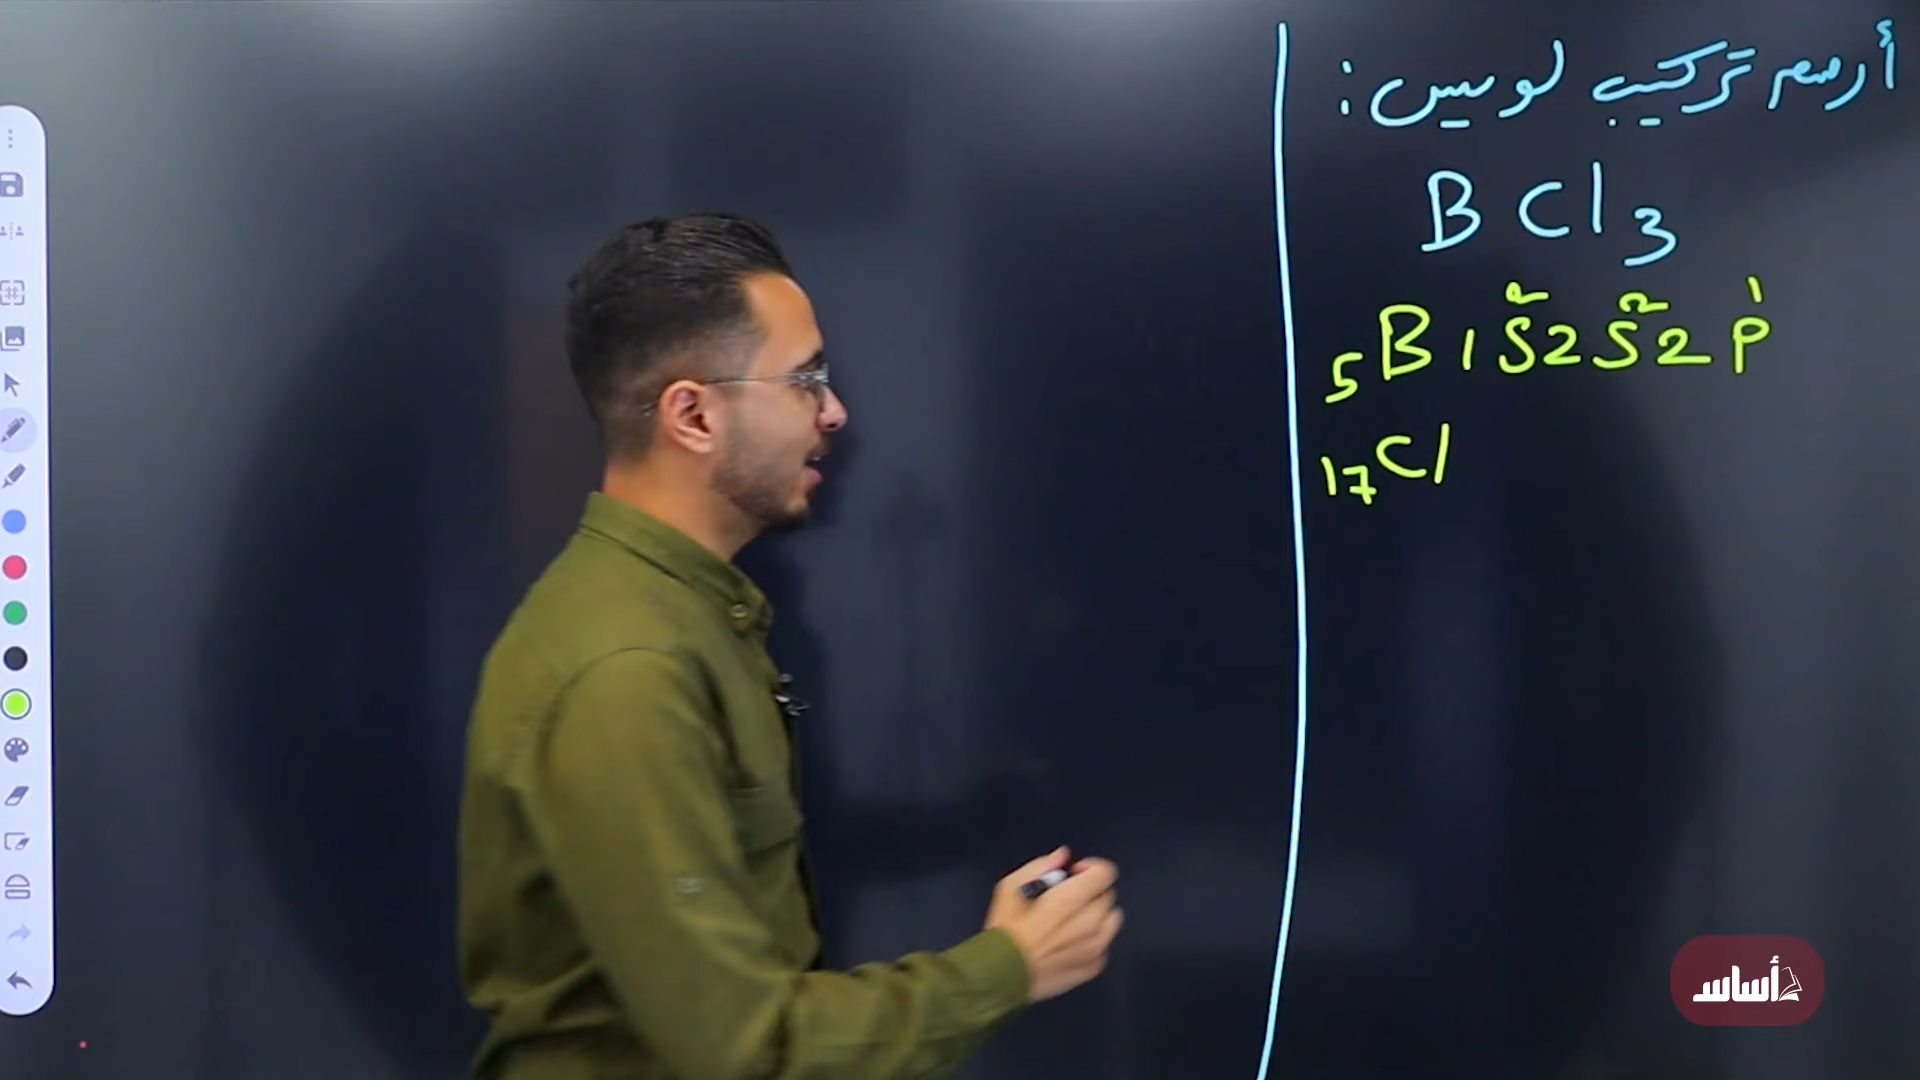 أرسم تركيب لويس :
BCl₃
₅B 1s² 2s² 2p¹
₁₇Cl
أساس